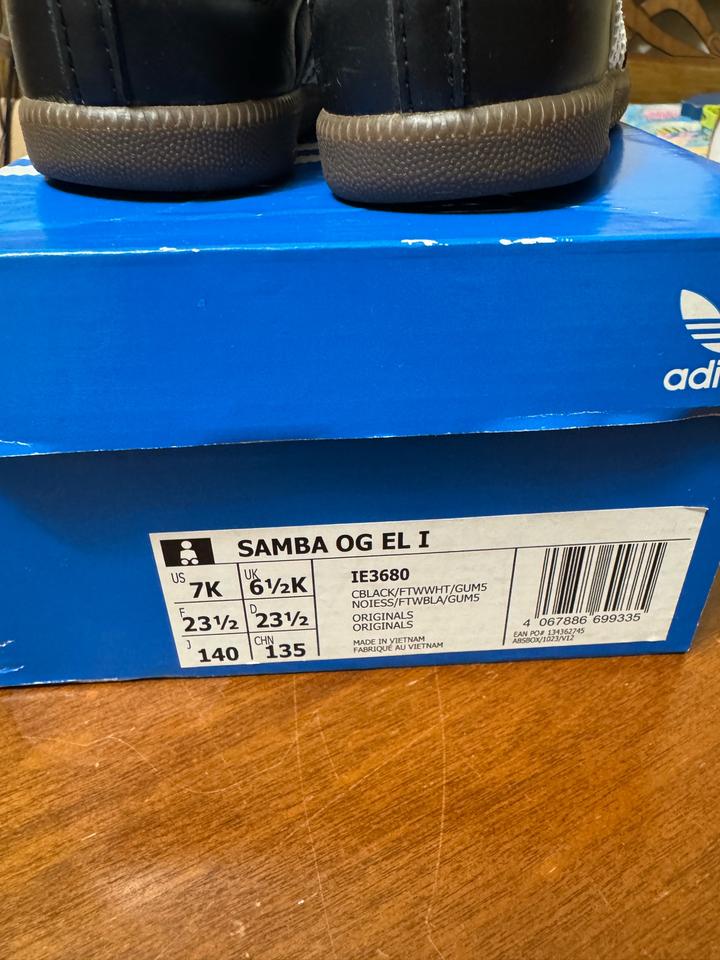 adi
SAMBA OG EL I
US 7K UK 6½K
F 23½ D 23½
J 140 CHN 135
IE3680
CBLACK/FTWWHT/GUM5
NOIESS/FTWBLA/GUM5
ORIGINALS
ORIGINALS
MADE IN VIETNAM
FABRIQUÉ AU VIETNAM
4 067886 699335
EAN PO# 134362745
ABSBOX/1023/V12